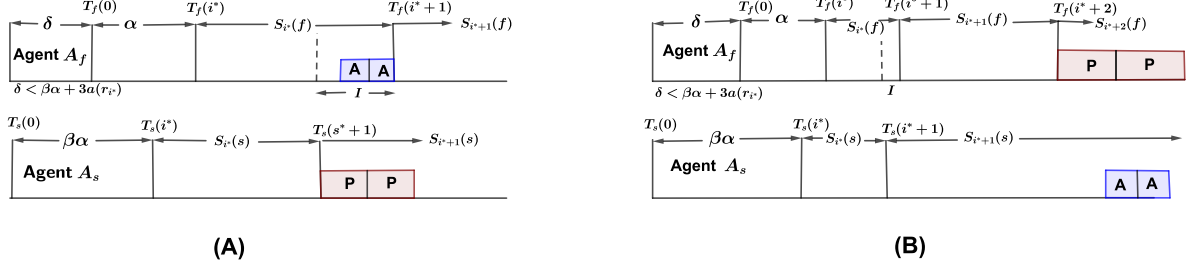 T_f(0) T_f(i*) T_f(i* + 1)
δ α S_{i*}(f) S_{i*+1}(f)
Agent A_f
A A
δ < βα + 3a(r_{i*}) I
T_s(0) T_s(i*) T_s(s* + 1)
βα S_{i*}(s) S_{i*+1}(s)
Agent A_s
P P
(A)
T_f(0) T_f(i*) T_f(i* + 1) T_f(i* + 2)
δ α S_{i*}(f) S_{i*+1}(f) S_{i*+2}(f)
Agent A_f
P P
δ < βα + 3a(r_{i*}) I
T_s(0) T_s(i*) T_s(i* + 1)
βα S_{i*}(s) S_{i*+1}(s)
Agent A_s
A A
(B)